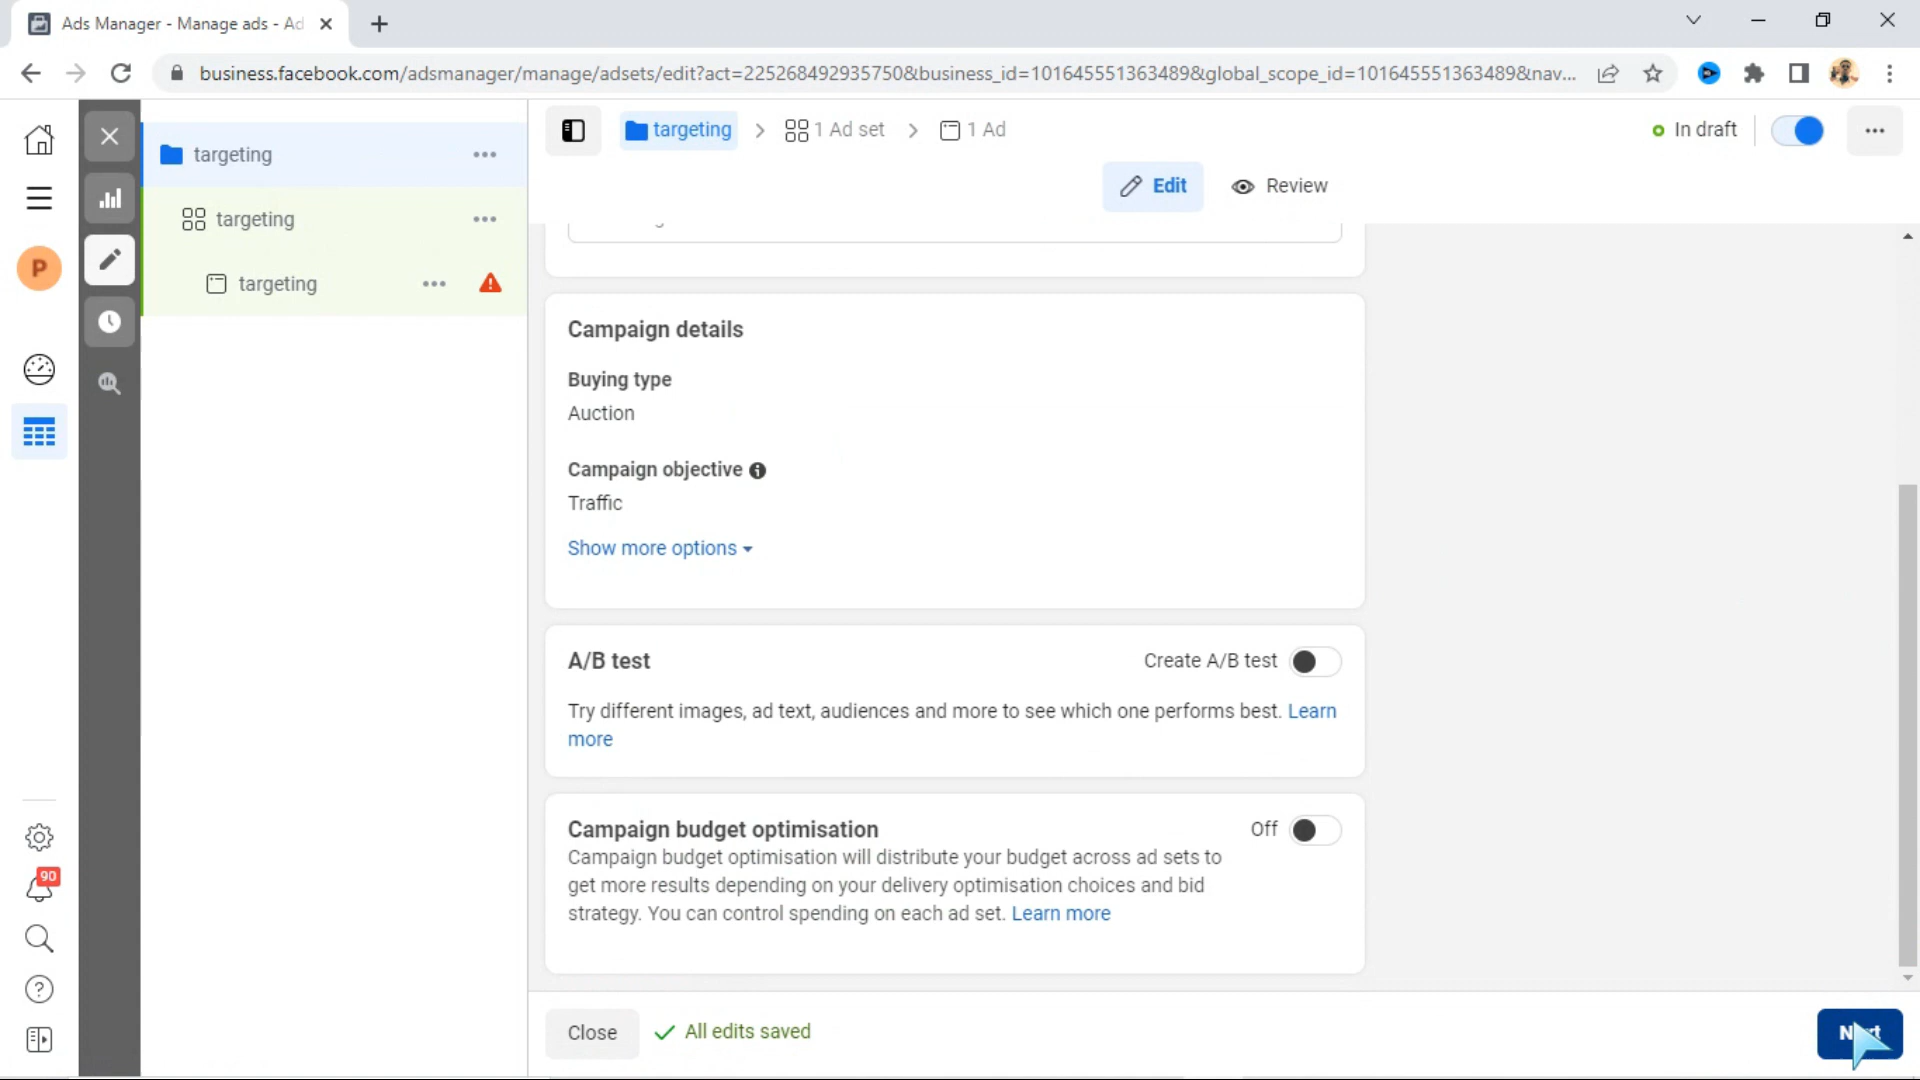 Ads Manager - Manage ads - Ad
business.facebook.com/adsmanager/manage/adsets/edit?act=225268492935750&business_id=101645551363489&global_scope_id=101645551363489&nav...
targeting
targeting
targeting
targeting > 1 Ad set > 1 Ad
In draft
Edit
Review
Campaign details
Buying type
Auction
Campaign objective
Traffic
Show more options
A/B test
Create A/B test
Try different images, ad text, audiences and more to see which one performs best. Learn
more
Campaign budget optimisation
Off
Campaign budget optimisation will distribute your budget across ad sets to
get more results depending on your delivery optimisation choices and bid
strategy. You can control spending on each ad set. Learn more
Close
All edits saved
P
90